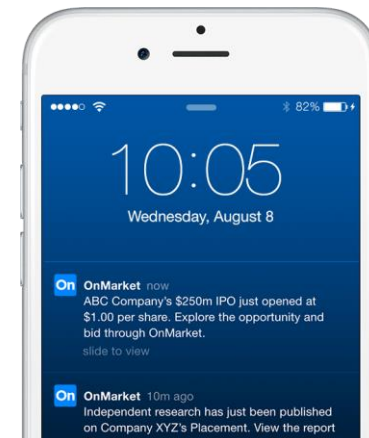 82%
10:05
Wednesday, August 8
On OnMarket now
ABC Company's $250m IPO just opened at
$1.00 per share. Explore the opportunity and
bid through OnMarket.
slide to view
On OnMarket 10m ago
Independent research has just been published
on Company XYZ's Placement. View the report